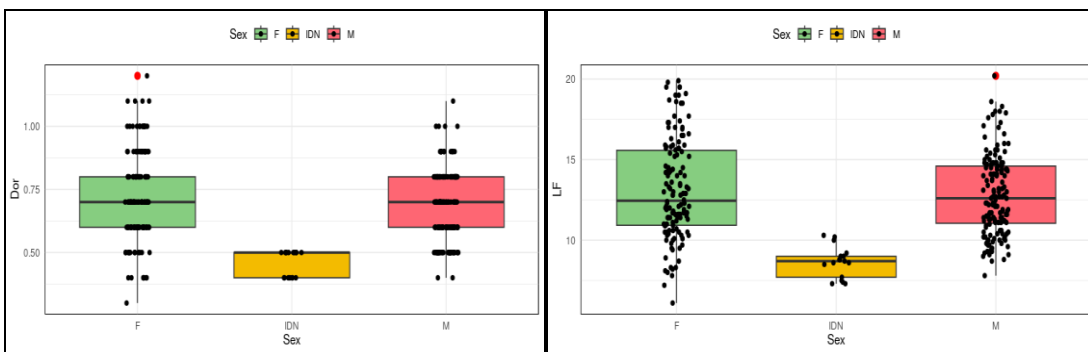 Sex F IDN M
Dor
1.00
0.75
0.50
F IDN M
Sex
Sex F IDN M
LF
20
15
10
F IDN M
Sex